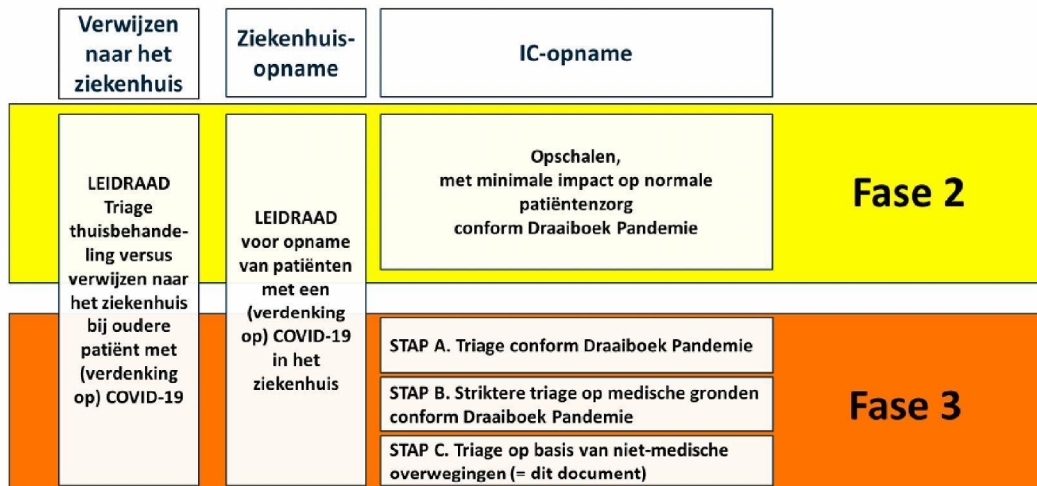 Verwijzen
naar het
ziekenhuis
Ziekenhuis-
opname
IC-opname
LEIDRAAD
Triage
thuisbehande-
ling versus
verwijzen naar
het ziekenhuis
bij oudere
patiënt met
(verdenking
op) COVID-19
LEIDRAAD
voor opname
van patiënten
met een
(verdenking
op) COVID-19
in het
ziekenhuis
Opschalen,
met minimale impact op normale
patiëntenzorg
conform Draaiboek Pandemie
Fase 2
STAP A. Triage conform Draaiboek Pandemie
STAP B. Striktere triage op medische gronden
conform Draaiboek Pandemie
STAP C. Triage op basis van niet-medische
overwegingen (= dit document)
Fase 3